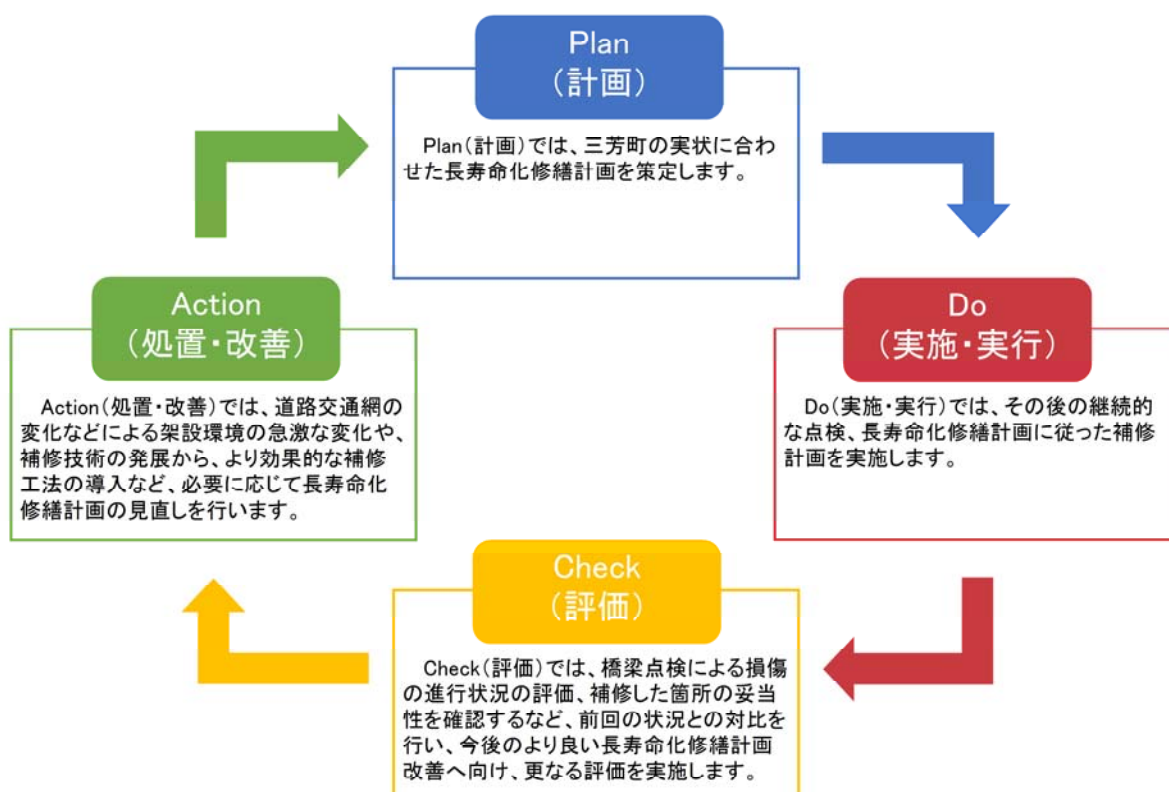 Plan
（計画）
Plan（計画）では、三芳町の実状に合わ
せた長寿命化修繕計画を策定します。
Do
（実施・実行）
Do（実施・実行）では、その後の継続的
な点検、長寿命化修繕計画に従った補修
計画を実施します。
Check
（評価）
Check（評価）では、橋梁点検による損傷
の進行状況の評価、補修した箇所の妥当
性を確認するなど、前回の状況との対比を
行い、今後のより良い長寿命化修繕計画
改善へ向け、更なる評価を実施します。
Action
（処置・改善）
Action（処置・改善）では、道路交通網の
変化などによる架設環境の急激な変化や、
補修技術の発展から、より効果的な補修
工法の導入など、必要に応じて長寿命化
修繕計画の見直しを行います。